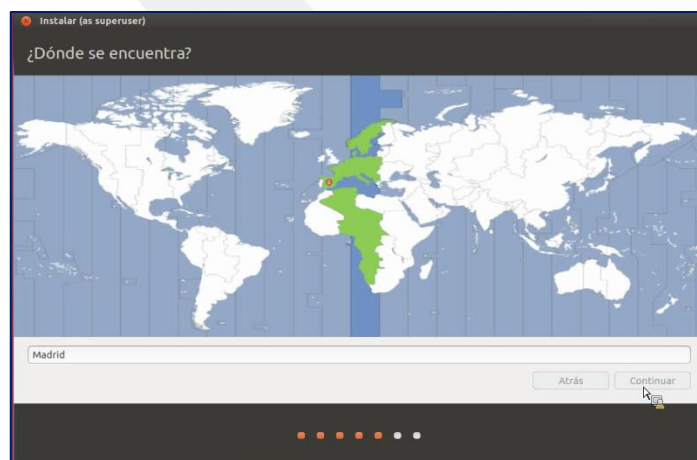 Instalar (as superuser)
¿Dónde se encuentra?
Madrid
Atrás
Continuar